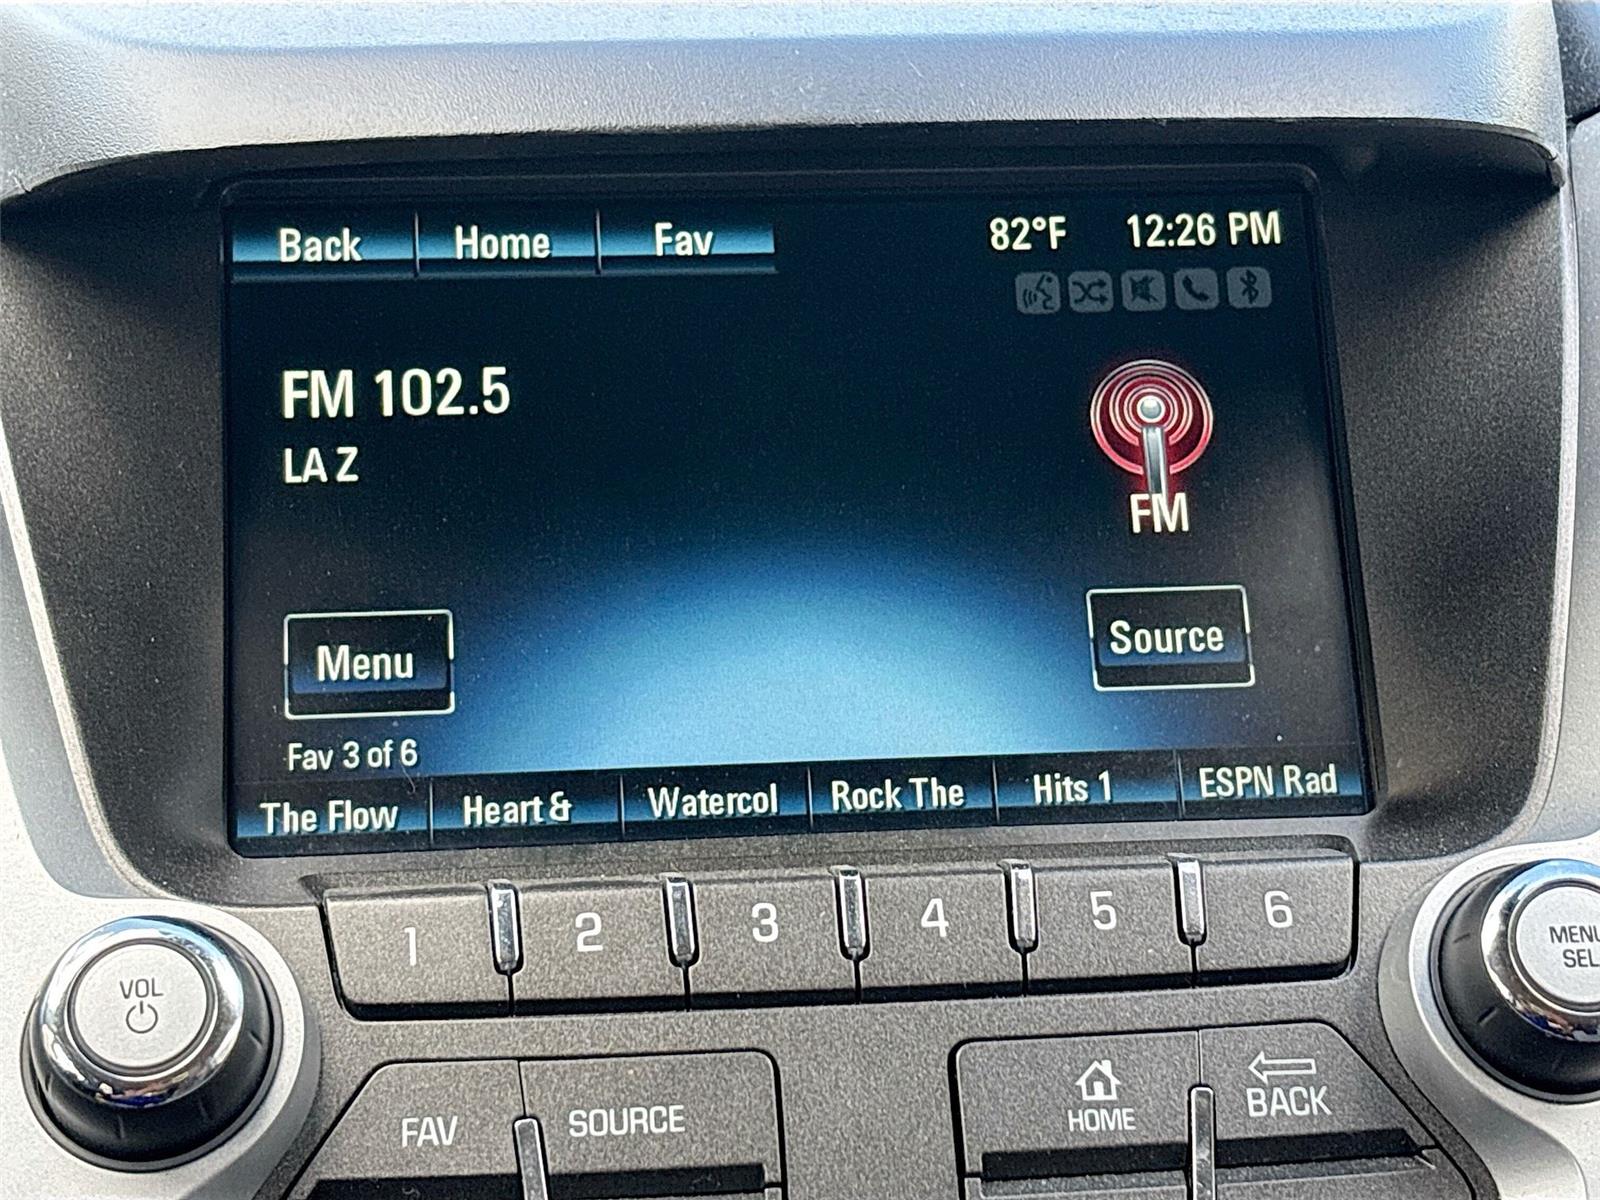 Back Home Fav 82°F 12:26 PM
FM 102.5
LA Z
FM
Menu Source
Fav 3 of 6
The Flow Heart & Watercol Rock The Hits 1 ESPN Rad
1 2 3 4 5 6
VOL
MENU
SEL
FAV SOURCE HOME BACK